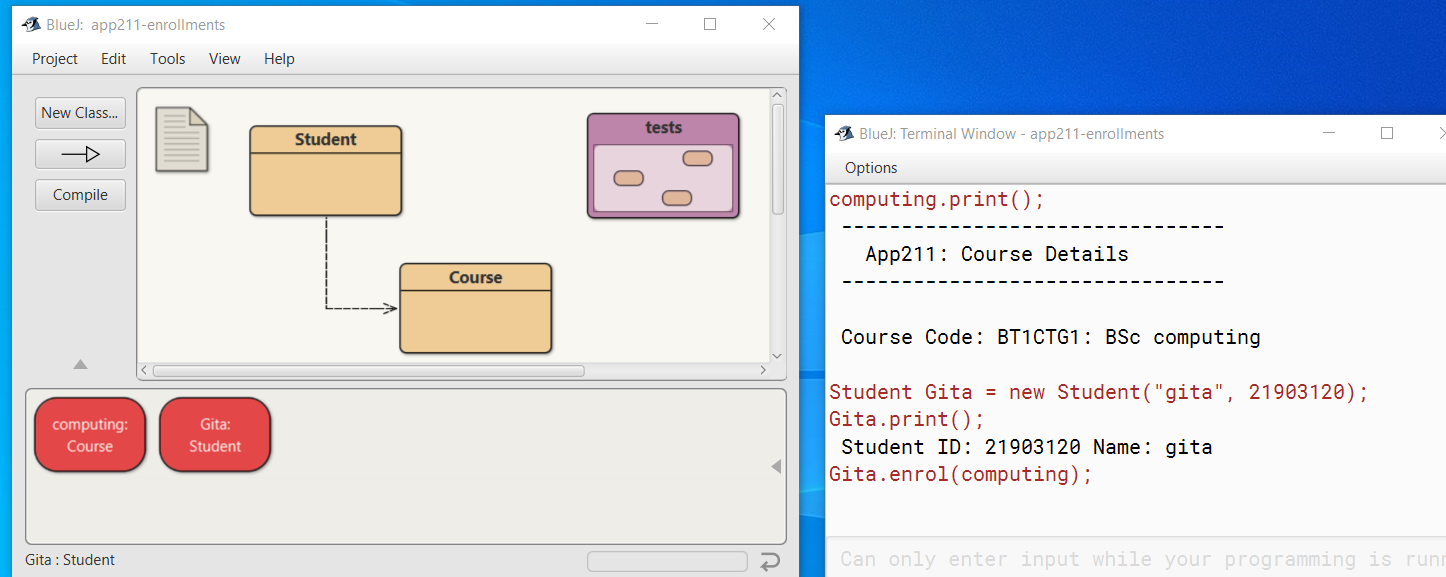 BlueJ: app211-enrollments
Project Edit Tools View Help
New Class...
Compile
Student
tests
Course
computing:
Course
Gita:
Student
Gita : Student
BlueJ: Terminal Window - app211-enrollments
Options
computing.print();
--------------------------------
App211: Course Details
--------------------------------
Course Code: BT1CTG1: BSc computing
Student Gita = new Student("gita", 21903120);
Gita.print();
Student ID: 21903120 Name: gita
Gita.enrol(computing);
Can only enter input while your programming is